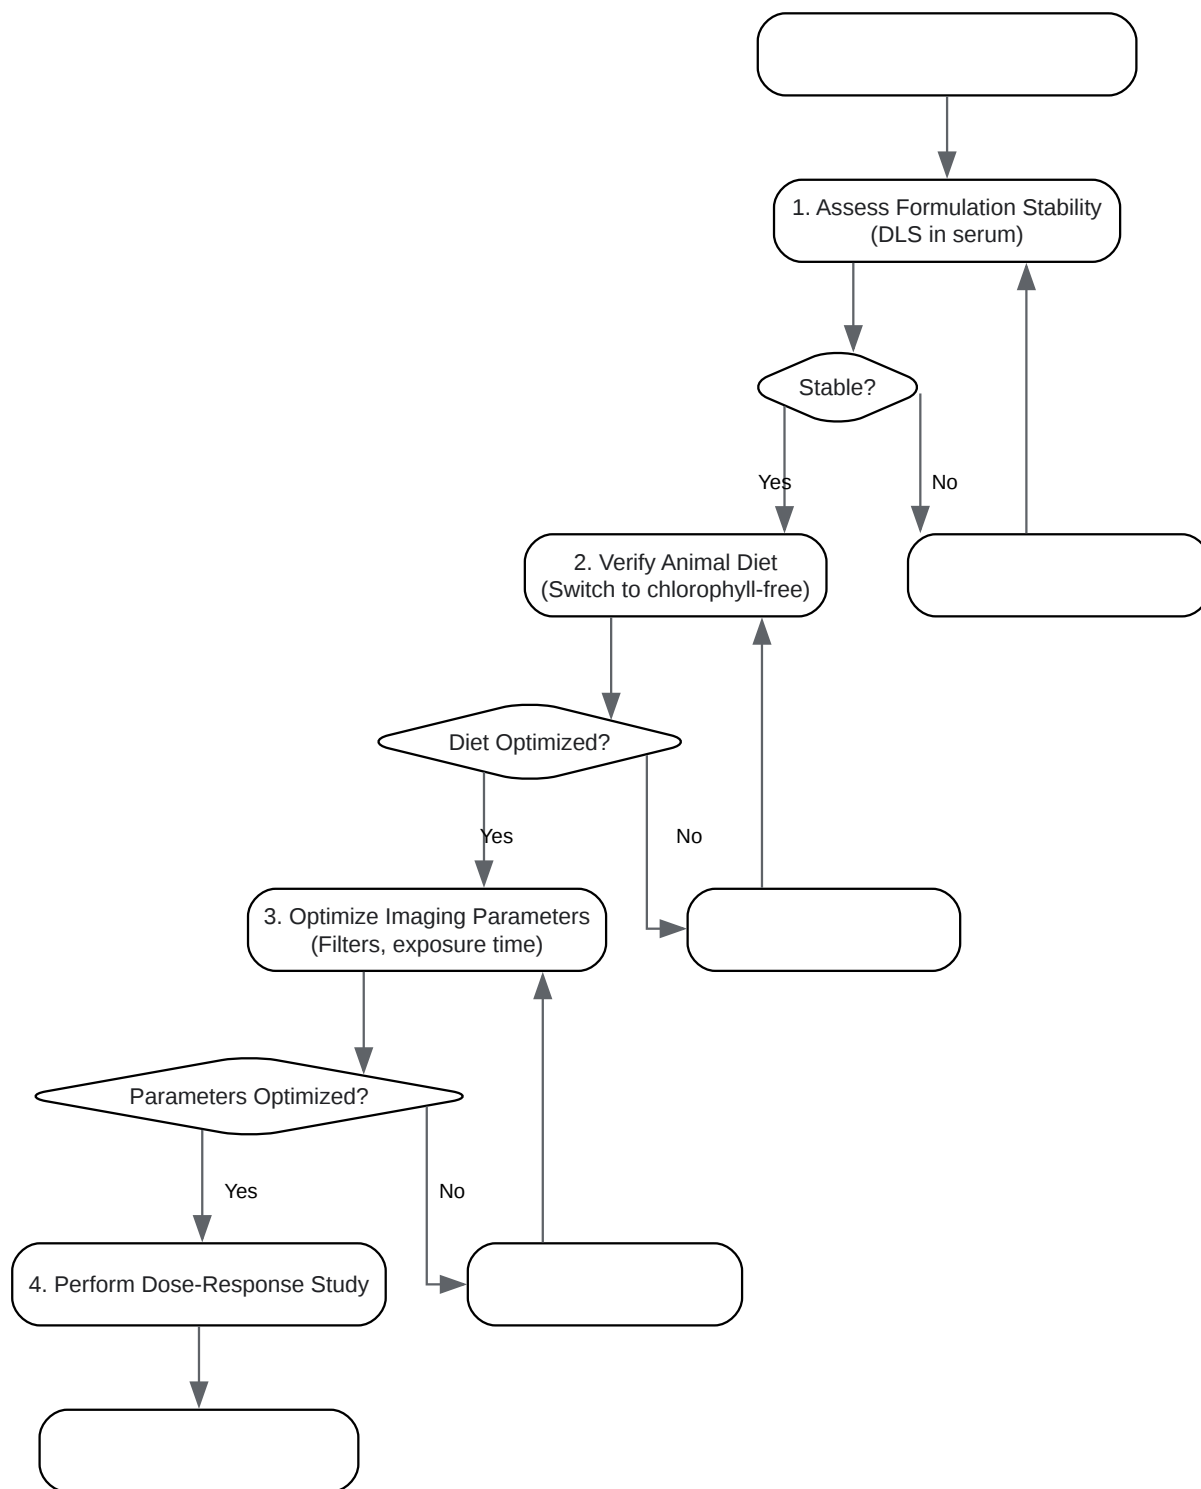 1. Assess Formulation Stability
(DLS in serum)
Stable?
Yes
No
2. Verify Animal Diet
(Switch to chlorophyll-free)
Diet Optimized?
Yes
No
3. Optimize Imaging Parameters
(Filters, exposure time)
Parameters Optimized?
Yes
No
4. Perform Dose-Response Study